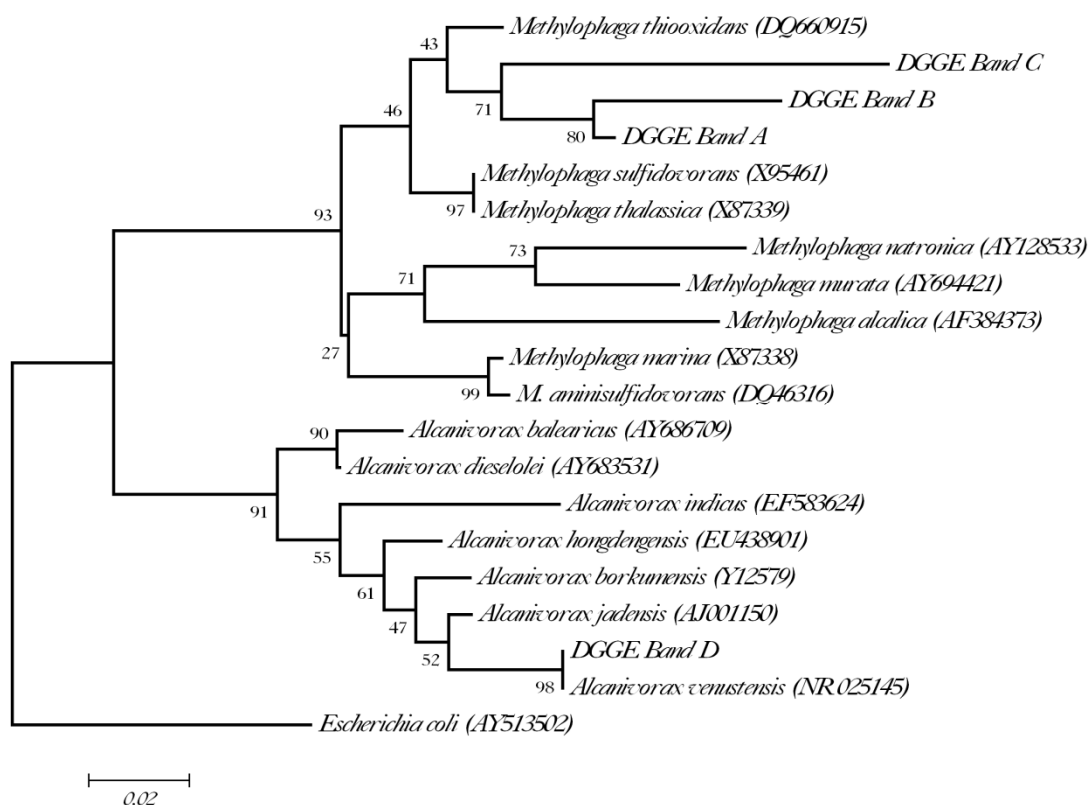 Methylophaga thiooxidans (DQ660915)
43
DGGE Band C
DGGE Band B
71
46
80
DGGE Band A
Methylophaga sulfidovorans (X95461)
97
Methylophaga thalassica (X87339)
93
Methylophaga natronica (AY128533)
73
Methylophaga murata (AY694421)
71
Methylophaga alcalica (AF384373)
27
Methylophaga marina (X87338)
99
M. aminisulfidovorans (DQ46316)
90
Alcanivorax balearicus (AY686709)
Alcanivorax dieselolei (AY683531)
91
Alcanivorax indicus (EF583624)
55
Alcanivorax hongdengensis (EU438901)
61
Alcanivorax borkumensis (Y12579)
47
Alcanivorax jadensis (AJ001150)
52
DGGE Band D
98
Alcanivorax venustensis (NR 025145)
Escherichia coli (AY513502)
0.02